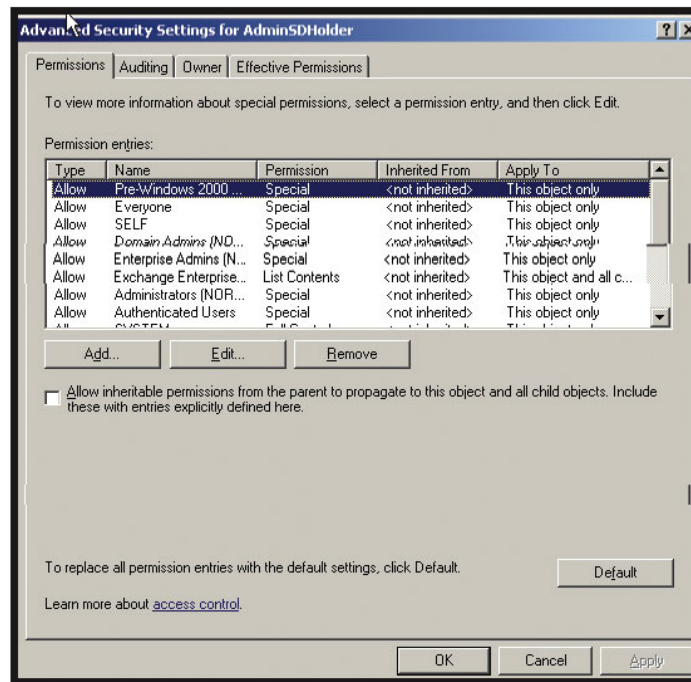 Advanced Security Settings for AdminSDHolder
Permissions Auditing Owner Effective Permissions
To view more information about special permissions, select a permission entry, and then click Edit.
Permission entries:
Type Name Permission Inherited From Apply To
Allow Pre-Windows 2000 ... Special <not inherited> This object only
Allow Everyone Special <not inherited> This object only
Allow SELF Special <not inherited> This object only
Allow Domain Admins (NO... Special <not inherited> This object only
Allow Enterprise Admins (N... Special <not inherited> This object only
Allow Exchange Enterprise... List Contents <not inherited> This object and all c...
Allow Administrators (NOR... Special <not inherited> This object only
Allow Authenticated Users Special <not inherited> This object only
Add... Edit... Remove
Allow inheritable permissions from the parent to propagate to this object and all child objects. Include
these with entries explicitly defined here.
To replace all permission entries with the default settings, click Default.
Default
Learn more about access control.
OK Cancel Apply